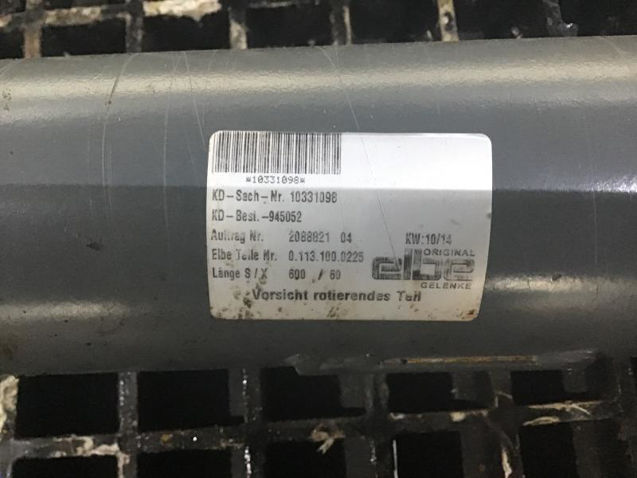 *10331098*
KD-Sach-Nr. 10331098
KD-Best.-945052
Auftrag Nr. 2088821 04 KW:10/14
Elbe Teile Nr. 0.113.100.0225
ORIGINAL
elbe
GELENKE
Länge S / X 600 / 60
Vorsicht rotierendes Teil